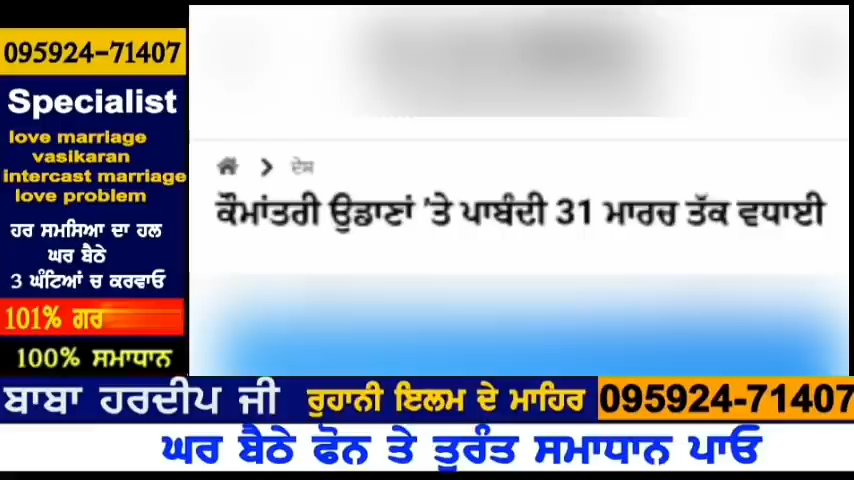 095924-71407
Specialist
love marriage
vasikaran
intercast marriage
love problem
ਹਰ ਸਮਸਿਆ ਦਾ ਹਲ
ਘਰ ਬੈਠੇ
3 ਘੰਟਿਆਂ ਚ ਕਰਵਾਓ
101% ਗਰ
100% ਸਮਾਧਾਨ
ਦੇਸ਼
ਕੌਮਾਂਤਰੀ ਉਡਾਣਾਂ 'ਤੇ ਪਾਬੰਦੀ 31 ਮਾਰਚ ਤੱਕ ਵਧਾਈ
ਬਾਬਾ ਹਰਦੀਪ ਜੀ ਰੁਹਾਨੀ ਇਲਮ ਦੇ ਮਾਹਿਰ 095924-71407
ਘਰ ਬੈਠੇ ਫੋਨ ਤੇ ਤੁਰੰਤ ਸਮਾਧਾਨ ਪਾਓ